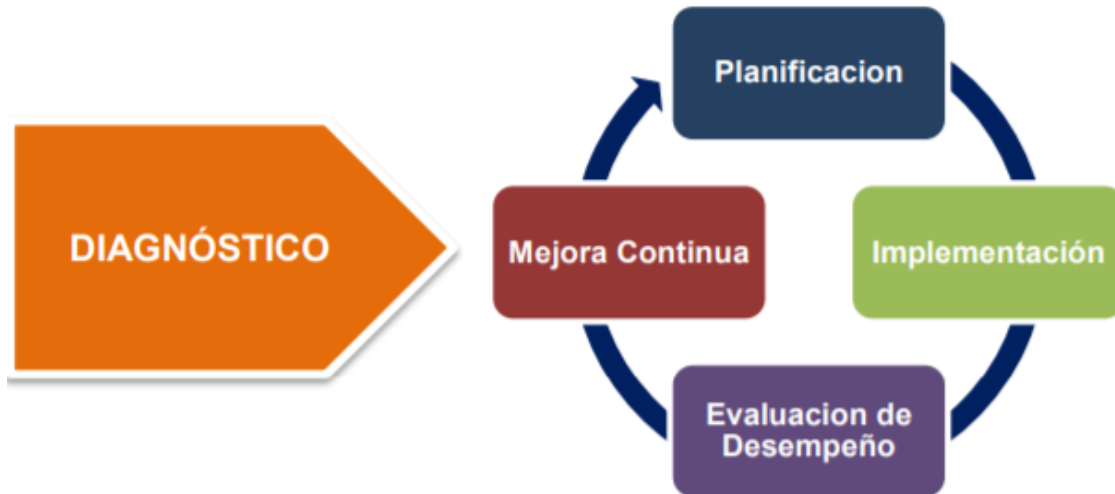 DIAGNÓSTICO
Planificacion
Mejora Continua
Implementación
Evaluacion de
Desempeño